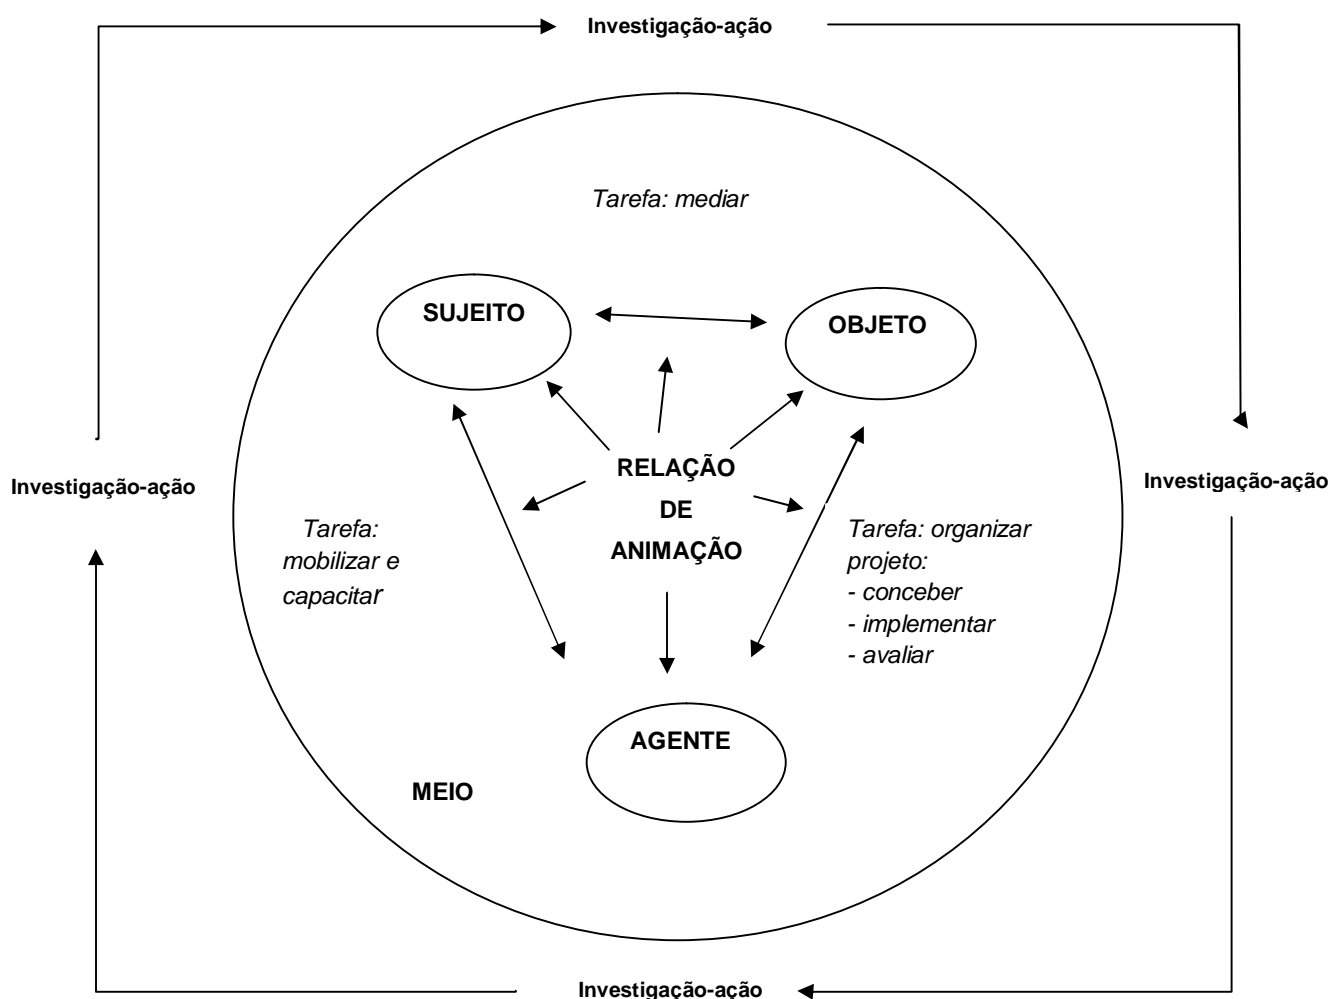 Investigação-ação
Tarefa: mediar
SUJEITO
OBJETO
RELAÇÃO
DE
ANIMAÇÃO
Investigação-ação
Investigação-ação
Tarefa:
mobilizar e
capacitar
Tarefa: organizar
projeto:
- conceber
- implementar
- avaliar
AGENTE
MEIO
Investigação-ação